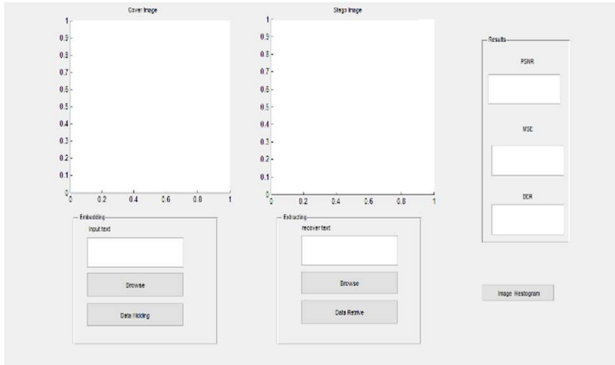 Cover Image
1
0.9
0.8
0.7
0.6
0.5
0.4
0.3
0.2
0.1
0
0 0.2 0.4 0.6 0.8 1
Stego Image
1
0.9
0.8
0.7
0.6
0.5
0.4
0.3
0.2
0.1
0
0 0.2 0.4 0.6 0.8 1
Results
PSNR
MSE
BER
Embedding
Input text
Browse
Data Hidding
Extracting
recover text
Browse
Data Retrive
Image Hestogram